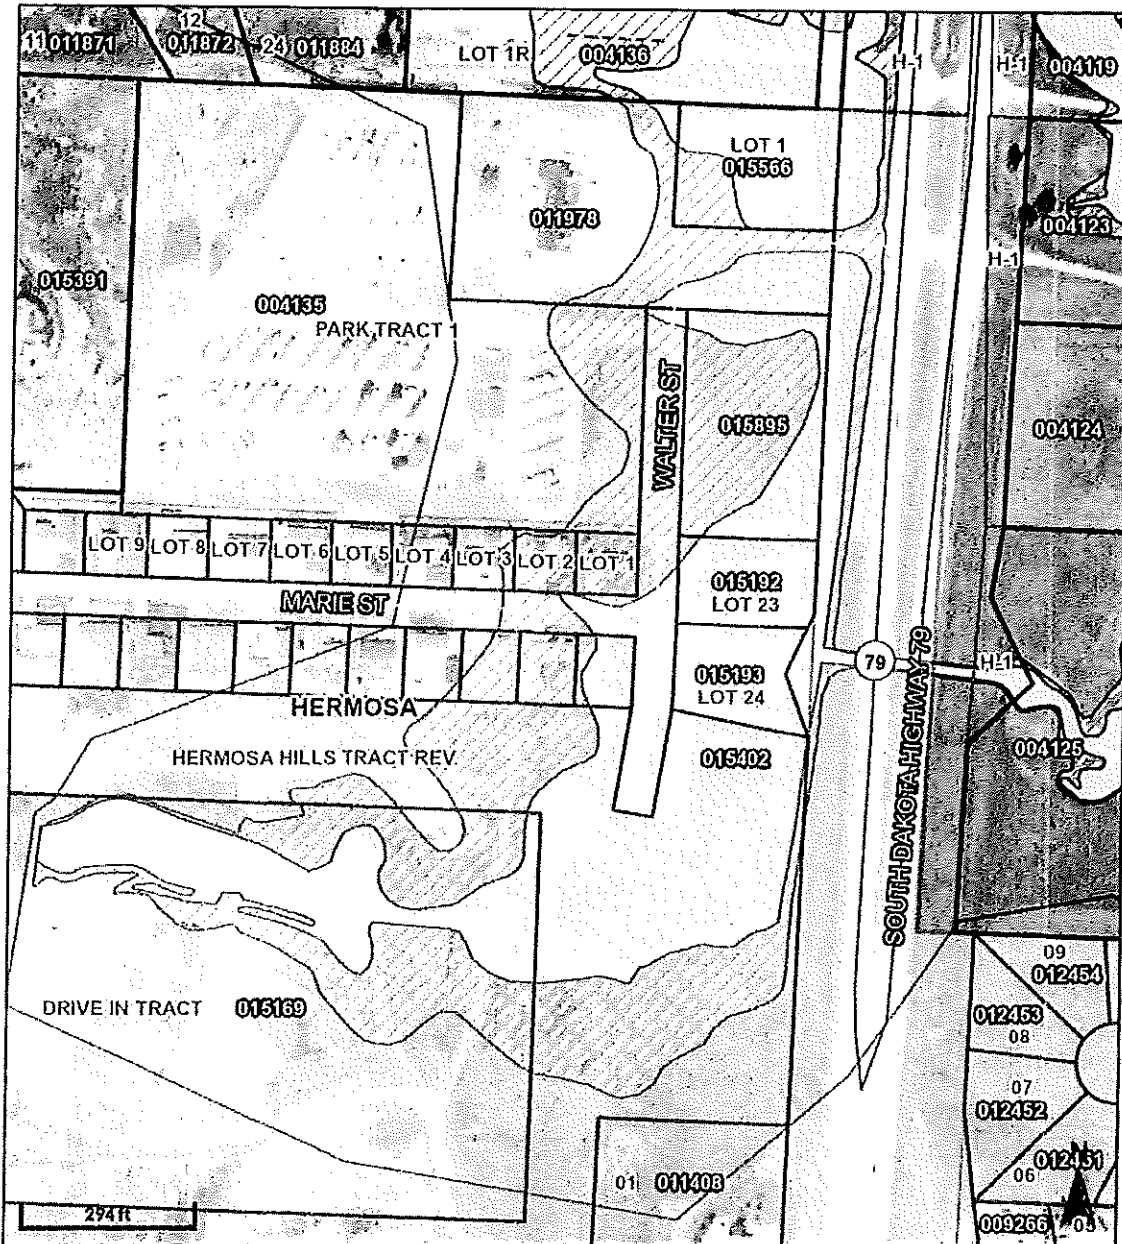 12
11 011871
011872
24 011884
LOT 1R
004136
H-1
H-1
004119
LOT 1
015566
011978
004123
H-1
015391
004135
PARK TRACT 1
WALTER ST
015895
004124
LOT 9 LOT 8 LOT 7 LOT 6 LOT 5 LOT 4 LOT 3 LOT 2 LOT 1
015192
LOT 23
MARIE ST
79
H-1
015193
LOT 24
HERMOSA
HERMOSA HILLS TRACT REV.
015402
004125
SOUTH DAKOTA HIGHWAY 79
09
012454
DRIVE IN TRACT 015169
012453
08
07
012452
N
012451
06
01 011408
294 ft
009266 05